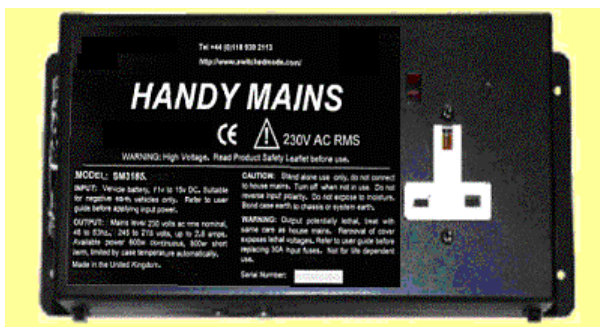 Tel +44 (0)118 930 2113
http://www.switchedmode.com/
HANDY MAINS
CE
230V AC RMS
WARNING: High Voltage. Read Product Safety Leaflet before use.
MODEL: SM3185.
INPUT: Vehicle battery, 11v to 15v DC. Suitable
for negative earth vehicles only. Refer to user
guide before applying input power.
OUTPUT: Mains level 230 volts ac rms nominal,
245 to volts, up to 2.8 amps.
Available power 600w continuous, 800w short
term, limited by case temperature automatically.
Made in the United Kingdom.
CAUTION: Stand alone use only, do not connect
to house mains. Turn off when not in use. Do not
reverse input polarity. Do not expose to moisture.
Bond case earth to chassis or system earth.
WARNING: Output potentially lethal, treat with
same care as house mains. Removal of cover
exposes lethal voltages. Refer to user guide before
replacing 30A input fuses. Not for life dependent
use.
Serial Number: